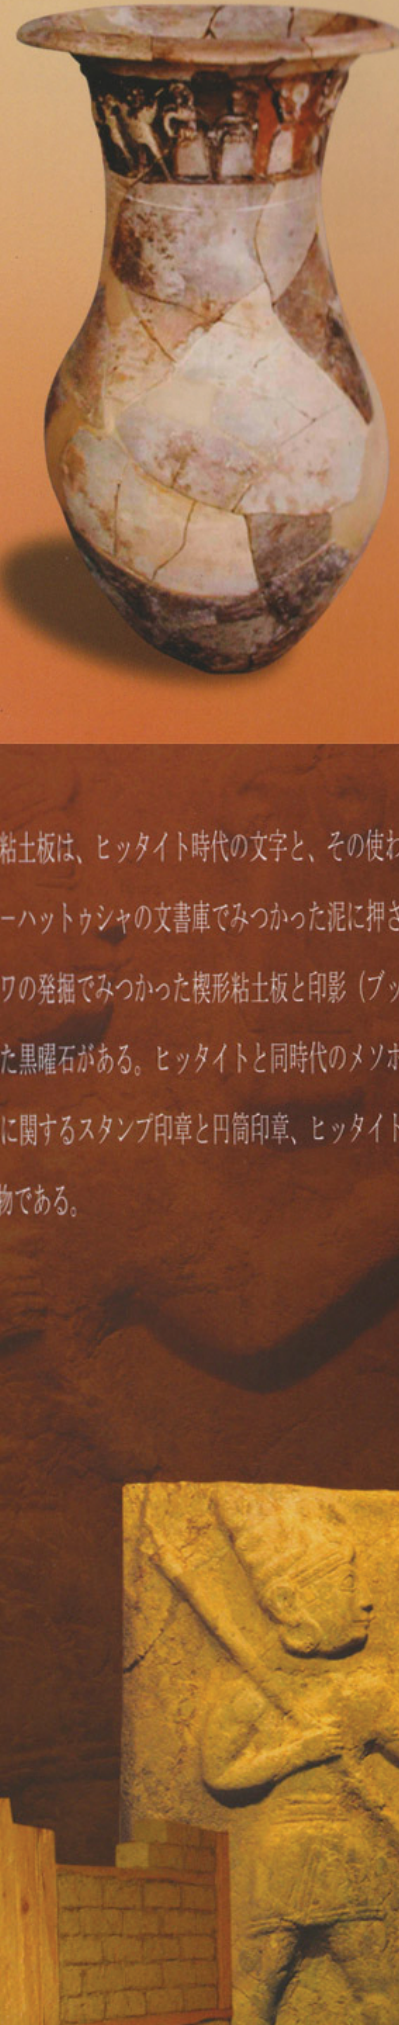 粘土板は、ヒッタイト時代の文字と、その使わ
ーハットゥシャの文書庫でみつかった泥に押さ
ワの発掘でみつかった楔形粘土板と印影（ブッ
た黒曜石がある。ヒッタイトと同時代のメソポ
に関するスタンプ印章と円筒印章、ヒッタイト
物である。